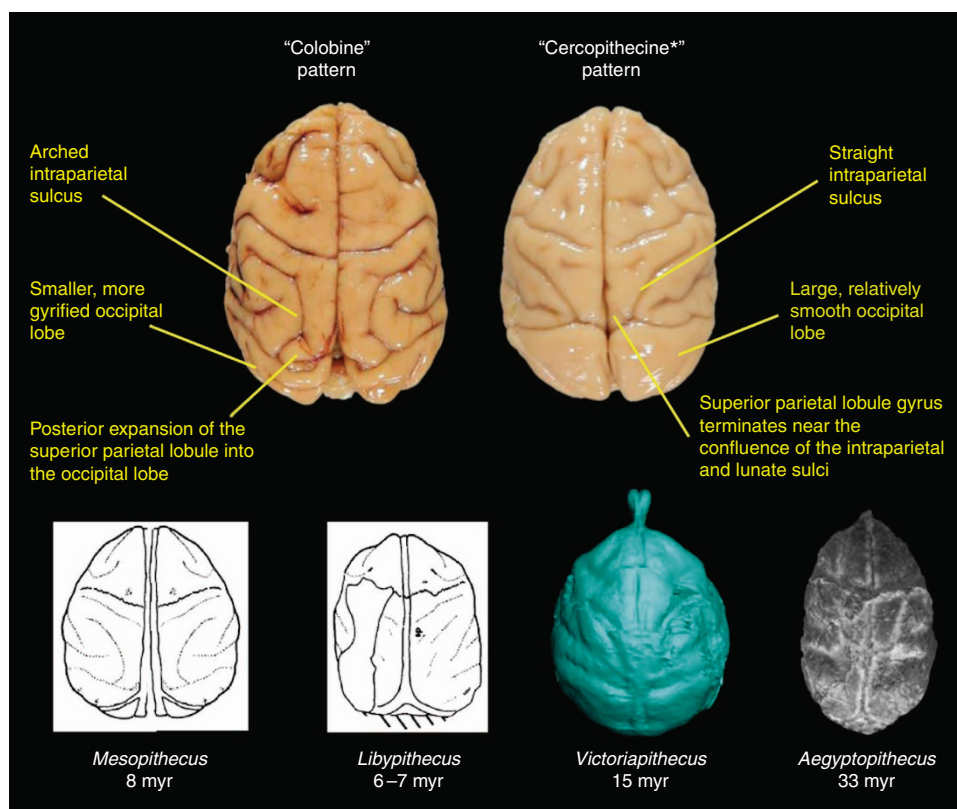 “Colobine”
pattern
“Cercopithecine*”
pattern
Arched
intraparietal
sulcus
Straight
intraparietal
sulcus
Smaller, more
gyrified occipital
lobe
Large, relatively
smooth occipital
lobe
Posterior expansion of the
superior parietal lobule into
the occipital lobe
Superior parietal lobule gyrus
terminates near the
confluence of the intraparietal
and lunate sulci
Mesopithecus
8 myr
Libypithecus
6–7 myr
Victoriapithecus
15 myr
Aegyptopithecus
33 myr